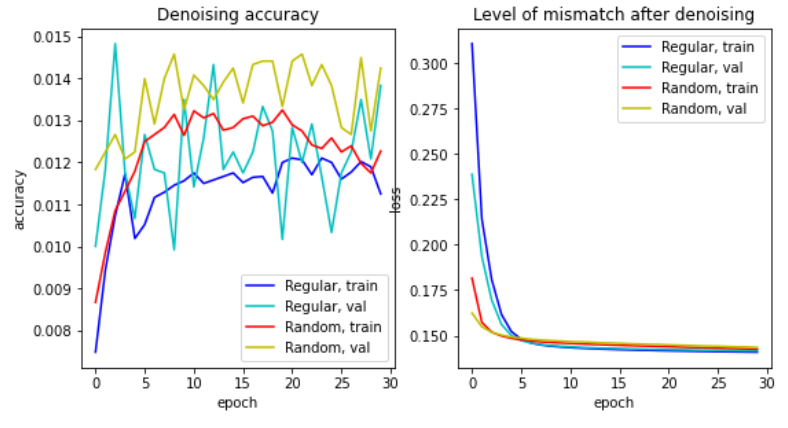 Denoising accuracy
0.015
0.014
0.013
0.012
0.011
0.010
0.009
0.008
accuracy
Regular, train
Regular, val
Random, train
Random, val
0 5 10 15 20 25 30
epoch
Level of mismatch after denoising
0.300
0.275
0.250
0.225
0.200
0.175
0.150
loss
Regular, train
Regular, val
Random, train
Random, val
0 5 10 15 20 25 30
epoch